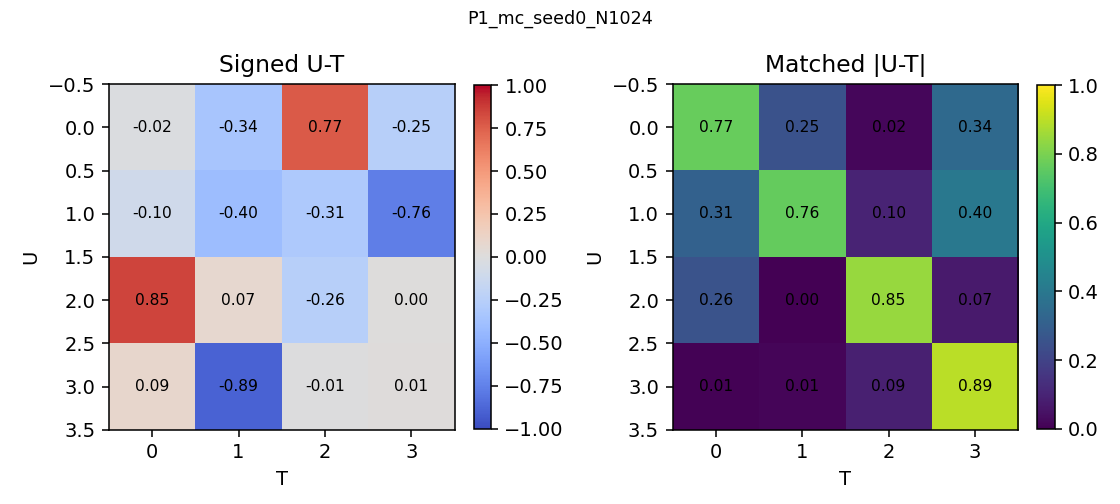 P1_mc_seed0_N1024
Signed U-T
−0.5
0.0
0.5
1.0
1.5
2.0
2.5
3.0
3.5
U
-0.02 -0.34 0.77 -0.25
-0.10 -0.40 -0.31 -0.76
0.85 0.07 -0.26 0.00
0.09 -0.89 -0.01 0.01
0 1 2 3
T
1.00
0.75
0.50
0.25
0.00
−0.25
−0.50
−0.75
−1.00
Matched |U-T|
−0.5
0.0
0.5
1.0
1.5
2.0
2.5
3.0
3.5
U
0.77 0.25 0.02 0.34
0.31 0.76 0.10 0.40
0.26 0.00 0.85 0.07
0.01 0.01 0.09 0.89
0 1 2 3
T
1.0
0.8
0.6
0.4
0.2
0.0